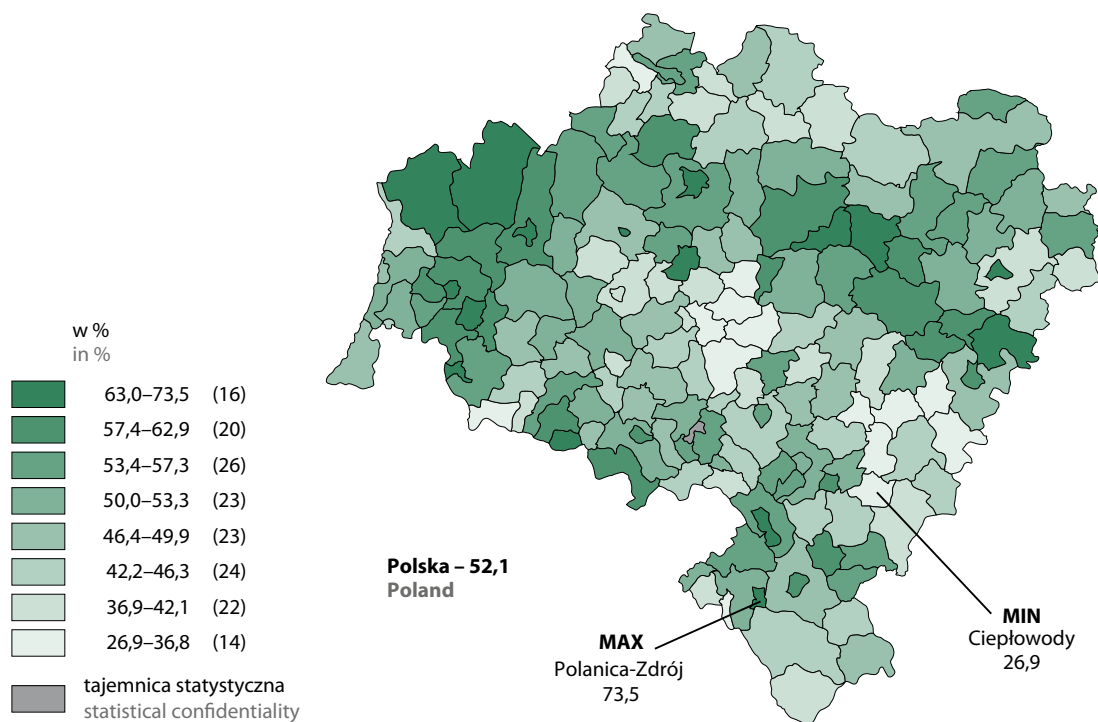 w %
in %
63,0–73,5 (16)
57,4–62,9 (20)
53,4–57,3 (26)
50,0–53,3 (23)
46,4–49,9 (23)
42,2–46,3 (24)
36,9–42,1 (22)
26,9–36,8 (14)
tajemnica statystyczna
statistical confidentiality
Polska – 52,1
Poland
MAX
Polanica-Zdrój
73,5
MIN
Ciepłowody
26,9